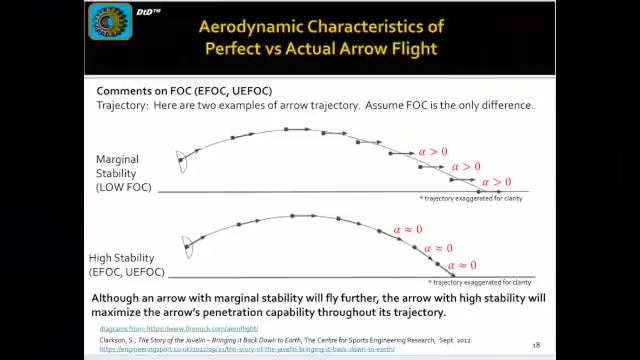 DtD™
Aerodynamic Characteristics of
Perfect vs Actual Arrow Flight
Comments on FOC (EFOC, UEFOC)
Trajectory: Here are two examples of arrow trajectory. Assume FOC is the only difference.
Marginal
Stability
(LOW FOC)
α > 0
α > 0
α > 0
* trajectory exaggerated for clarity
High Stability
(EFOC, UEFOC)
α ≈ 0
α ≈ 0
α ≈ 0
* trajectory exaggerated for clarity
Although an arrow with marginal stability will fly further, the arrow with high stability will
maximize the arrow's penetration capability throughout its trajectory.
diagrams from: https://www.firenock.com/aeroflight/
Clarkson, S., The Story of the Javelin – Bringing it Back Down to Earth, The Centre for Sports Engineering Research, Sept. 2012
https://engineeringsport.co.uk/2012/09/21/the-story-of-the-javelin-bringing-it-back-down-to-earth/
18